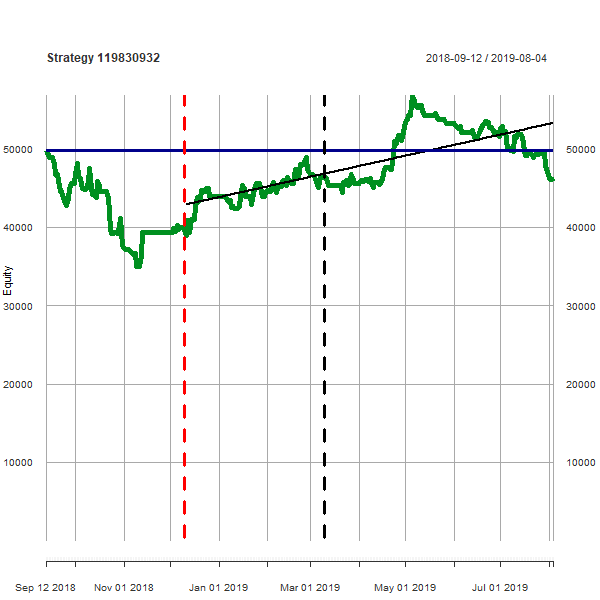 Strategy 119830932
2018-09-12 / 2019-08-04
50000
50000
40000
40000
Equity
30000
30000
20000
20000
10000
10000
Sep 12 2018
Nov 01 2018
Jan 01 2019
Mar 01 2019
May 01 2019
Jul 01 2019